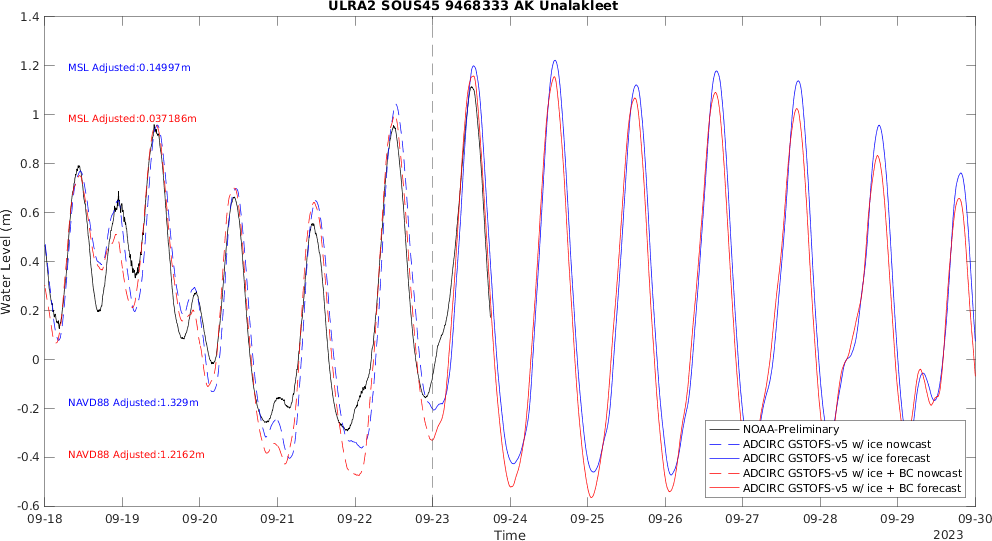 ULRA2 SOUS45 9468333 AK Unalakleet
1.4
1.2
1
0.8
0.6
0.4
0.2
0
-0.2
-0.4
-0.6
Water Level (m)
MSL Adjusted:0.14997m
MSL Adjusted:0.037186m
NAVD88 Adjusted:1.329m
NAVD88 Adjusted:1.2162m
NOAA-Preliminary
ADCIRC GSTOFS-v5 w/ ice nowcast
ADCIRC GSTOFS-v5 w/ ice forecast
ADCIRC GSTOFS-v5 w/ ice + BC nowcast
ADCIRC GSTOFS-v5 w/ ice + BC forecast
09-18 09-19 09-20 09-21 09-22 09-23 09-24 09-25 09-26 09-27 09-28 09-29 09-30
Time
2023